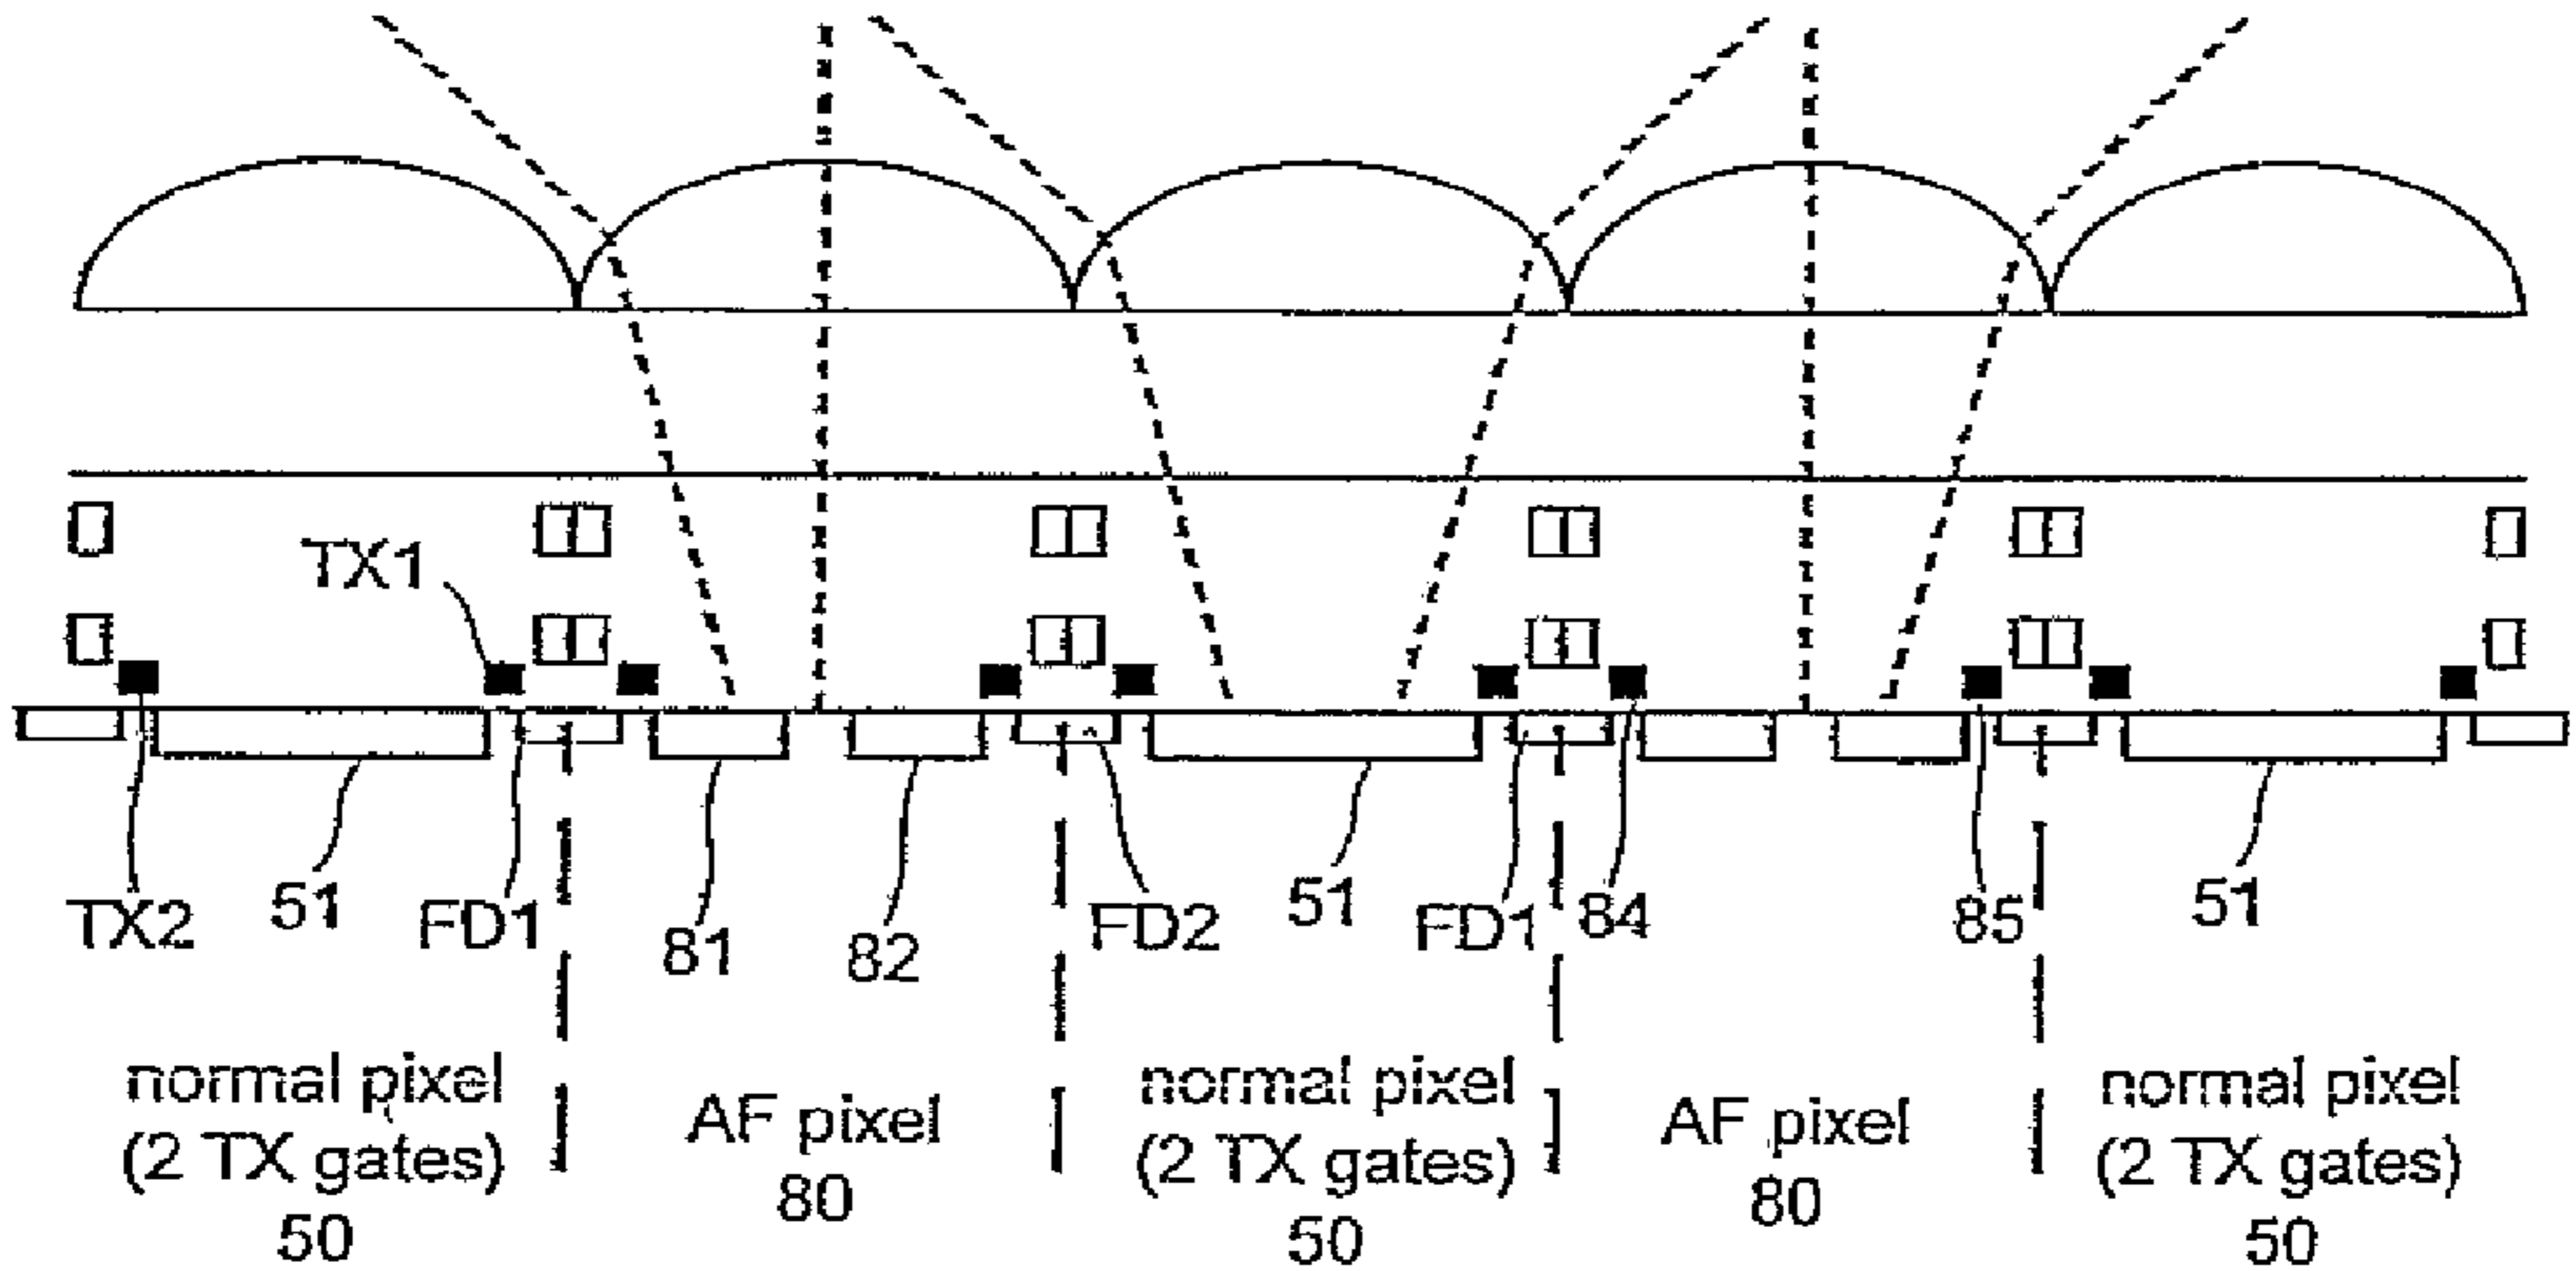 TX1
TX2
51
FD1
81
82
FD2
51
FD1
84
85
51
normal pixel
(2 TX gates)
50
AF pixel
80
normal pixel
(2 TX gates)
50
AF pixel
80
normal pixel
(2 TX gates)
50